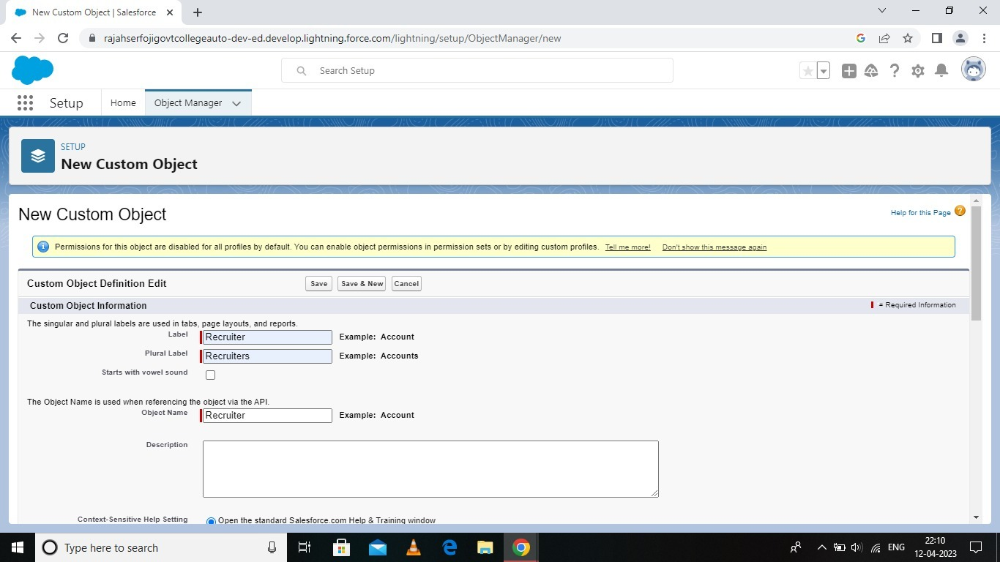 New Custom Object | Salesforce
rajahserfojigovtcollegeauto-dev-ed.develop.lightning.force.com/lightning/setup/ObjectManager/new
Search Setup
Setup Home Object Manager
SETUP
New Custom Object
New Custom Object
Help for this Page
Permissions for this object are disabled for all profiles by default. You can enable object permissions in permission sets or by editing custom profiles. Tell me more! Don't show this message again
Custom Object Definition Edit Save Save & New Cancel
Custom Object Information = Required Information
The singular and plural labels are used in tabs, page layouts, and reports.
Label Recruiter Example: Account
Plural Label Recruiters Example: Accounts
Starts with vowel sound
The Object Name is used when referencing the object via the API.
Object Name Recruiter Example: Account
Description
Context-Sensitive Help Setting Open the standard Salesforce.com Help & Training window
Type here to search
ENG
22:10
12-04-2023